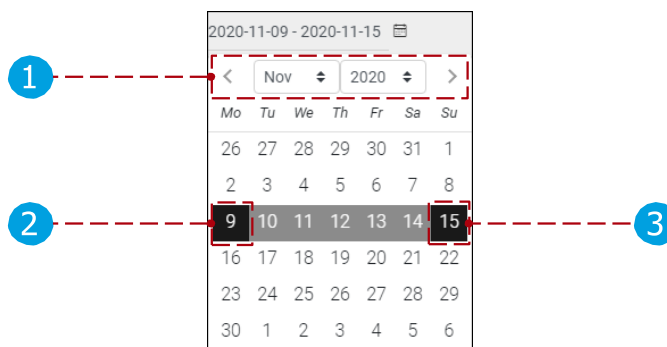 2020-11-09 - 2020-11-15
1
Nov 2020
Mo Tu We Th Fr Sa Su
26 27 28 29 30 31 1
2 3 4 5 6 7 8
2 9 10 11 12 13 14 15 3
16 17 18 19 20 21 22
23 24 25 26 27 28 29
30 1 2 3 4 5 6